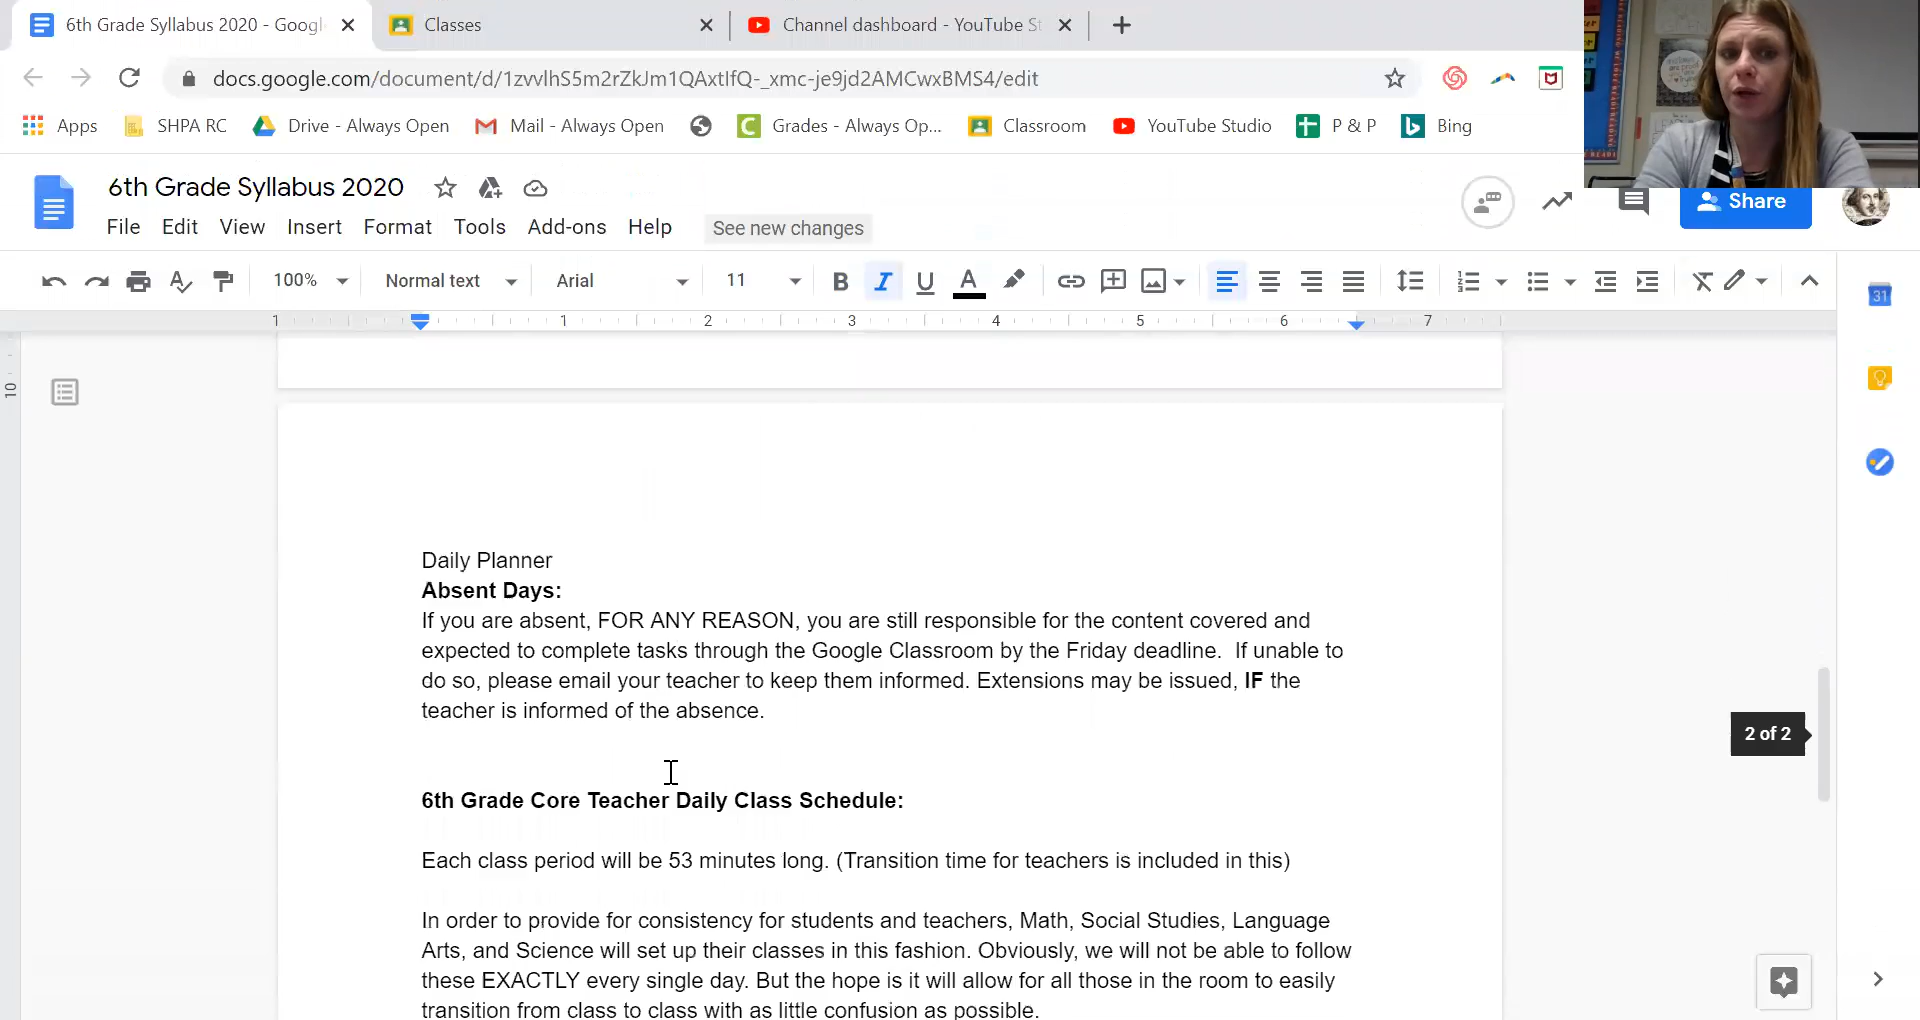 6th Grade Syllabus 2020 - Googl
Classes
Channel dashboard - YouTube St
docs.google.com/document/d/1zvvlhS5m2rZkJm1QAxtIfQ-_xmc-je9jd2AMCwxBMS4/edit
Apps SHPA RC Drive - Always Open Mail - Always Open Grades - Always Op... Classroom YouTube Studio P & P Bing
6th Grade Syllabus 2020
File Edit View Insert Format Tools Add-ons Help See new changes
Share
100% Normal text Arial 11 B I U A
1 1 2 3 4 5 6 7
10
31
Daily Planner
Absent Days:
If you are absent, FOR ANY REASON, you are still responsible for the content covered and
expected to complete tasks through the Google Classroom by the Friday deadline.  If unable to
do so, please email your teacher to keep them informed. Extensions may be issued, IF the
teacher is informed of the absence.
2 of 2
6th Grade Core Teacher Daily Class Schedule:
Each class period will be 53 minutes long. (Transition time for teachers is included in this)
In order to provide for consistency for students and teachers, Math, Social Studies, Language
Arts, and Science will set up their classes in this fashion. Obviously, we will not be able to follow
these EXACTLY every single day. But the hope is it will allow for all those in the room to easily
transition from class to class with as little confusion as possible.